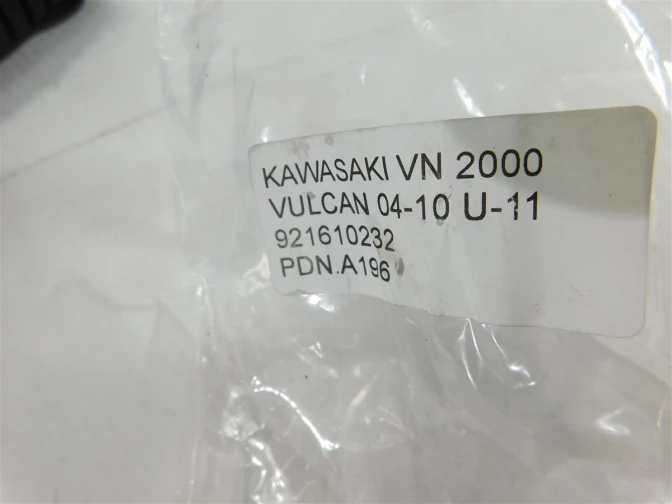 KAWASAKI VN 2000
VULCAN 04-10 U-11
921610232
PDN.A196